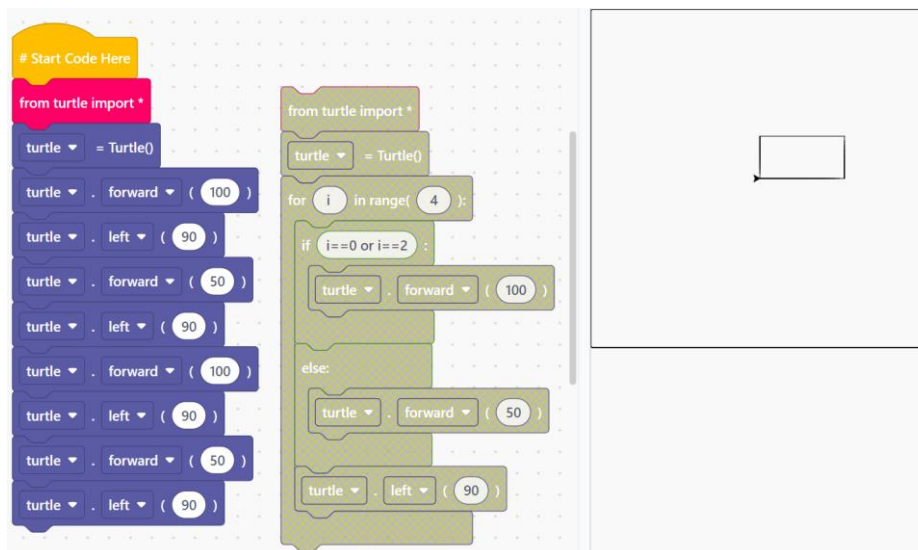 # Start Code Here
from turtle import *
turtle = Turtle()
turtle . forward ( 100 )
turtle . left ( 90 )
turtle . forward ( 50 )
turtle . left ( 90 )
turtle . forward ( 100 )
turtle . left ( 90 )
turtle . forward ( 50 )
turtle . left ( 90 )
from turtle import *
turtle = Turtle()
for i in range( 4 ):
if i==0 or i==2 :
turtle . forward ( 100 )
else:
turtle . forward ( 50 )
turtle . left ( 90 )